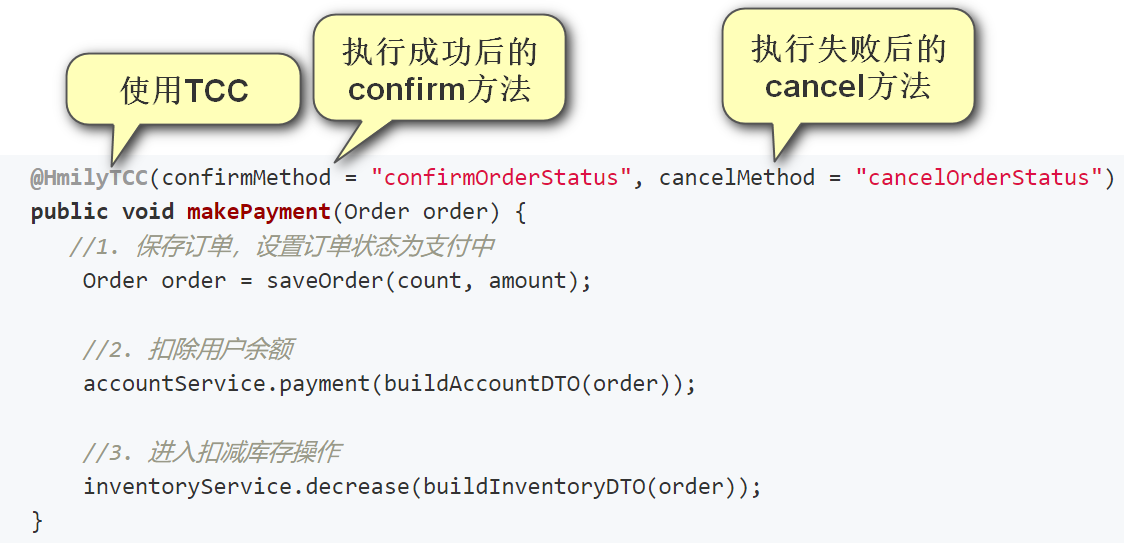 使用TCC
执行成功后的
confirm方法
执行失败后的
cancel方法
@HmilyTCC(confirmMethod = "confirmOrderStatus", cancelMethod = "cancelOrderStatus")
public void makePayment(Order order) {
//1. 保存订单，设置订单状态为支付中
Order order = saveOrder(count, amount);
//2. 扣除用户余额
accountService.payment(buildAccountDTO(order));
//3. 进入扣减库存操作
inventoryService.decrease(buildInventoryDTO(order));
}